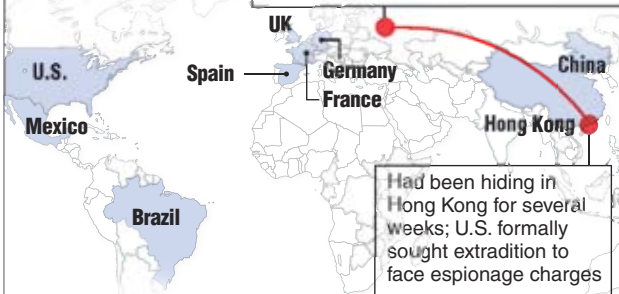 UK
U.S.
Spain
Germany
China
France
Mexico
Hong Kong
Brazil
Had been hiding in
Hong Kong for several
weeks; U.S. formally
sought extradition to
face espionage charges